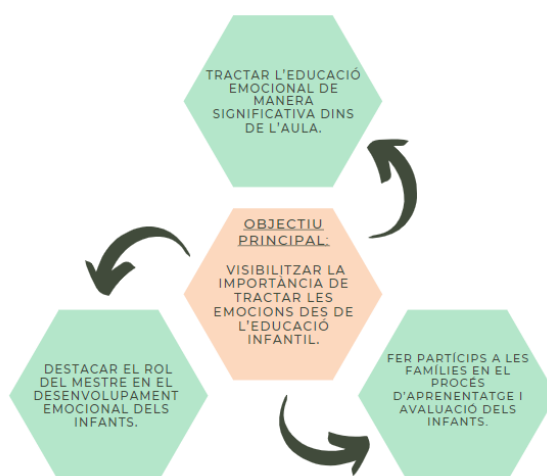 TRACTAR L'EDUCACIÓ
EMOCIONAL DE
MANERA
SIGNIFICATIVA DINS
DE L'AULA.
OBJECTIU
PRINCIPAL:
VISIBILITZAR LA
IMPORTÀNCIA DE
TRACTAR LES
EMOCIONS DES DE
L'EDUCACIÓ
INFANTIL.
DESTACAR EL ROL
DEL MESTRE EN EL
DESENVOLUPAMENT
EMOCIONAL DELS
INFANTS.
FER PARTÍCIPS A LES
FAMÍLIES EN EL
PROCÉS
D'APRENENTATGE I
AVALUACIÓ DELS
INFANTS.